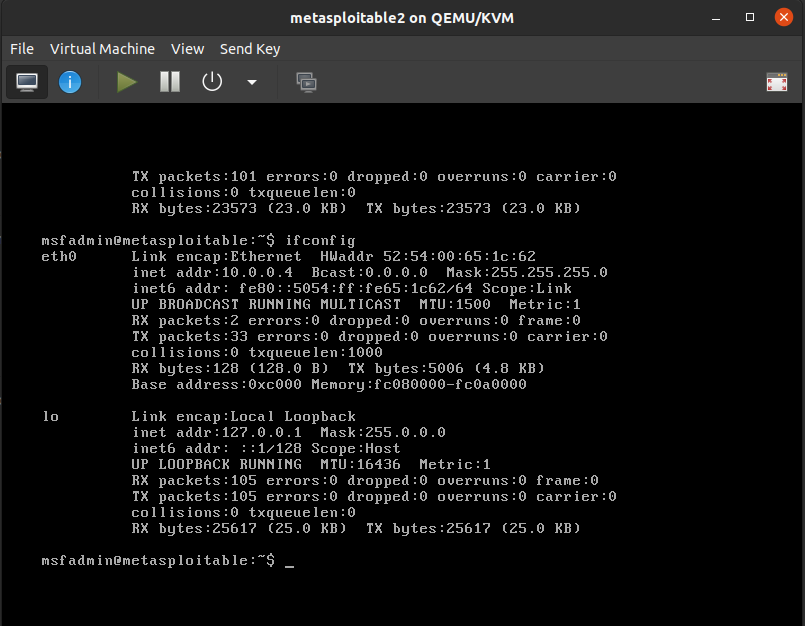 metasploitable2 on QEMU/KVM
File Virtual Machine View Send Key
TX packets:101 errors:0 dropped:0 overruns:0 carrier:0
collisions:0 txqueuelen:0
RX bytes:23573 (23.0 KB)  TX bytes:23573 (23.0 KB)
msfadmin@metasploitable:~$ ifconfig
eth0      Link encap:Ethernet  HWaddr 52:54:00:65:1c:62
inet addr:10.0.0.4  Bcast:0.0.0.0  Mask:255.255.255.0
inet6 addr: fe80::5054:ff:fe65:1c62/64 Scope:Link
UP BROADCAST RUNNING MULTICAST  MTU:1500  Metric:1
RX packets:2 errors:0 dropped:0 overruns:0 frame:0
TX packets:33 errors:0 dropped:0 overruns:0 carrier:0
collisions:0 txqueuelen:1000
RX bytes:128 (128.0 B)  TX bytes:5006 (4.8 KB)
Base address:0xc000 Memory:fc080000-fc0a0000
lo        Link encap:Local Loopback
inet addr:127.0.0.1  Mask:255.0.0.0
inet6 addr: ::1/128 Scope:Host
UP LOOPBACK RUNNING  MTU:16436  Metric:1
RX packets:105 errors:0 dropped:0 overruns:0 frame:0
TX packets:105 errors:0 dropped:0 overruns:0 carrier:0
collisions:0 txqueuelen:0
RX bytes:25617 (25.0 KB)  TX bytes:25617 (25.0 KB)
msfadmin@metasploitable:~$ _